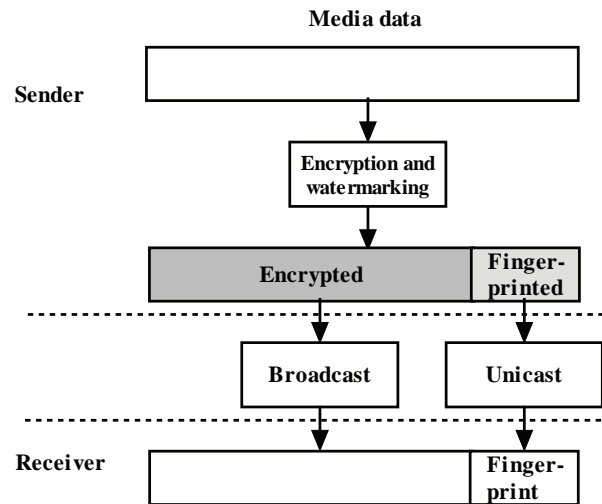 Media data
Sender
Encryption and
watermarking
Encrypted
Finger-
printed
Broadcast
Unicast
Receiver
Finger-
print